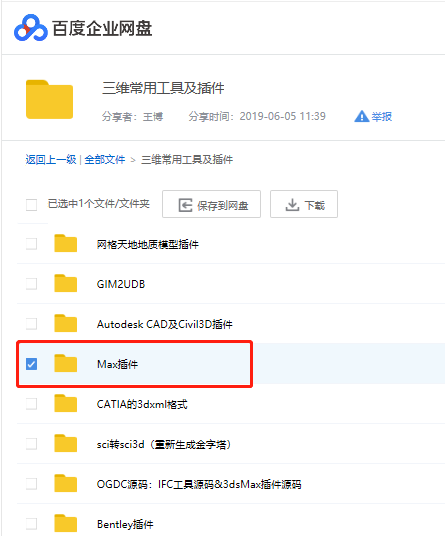 百度企业网盘
三维常用工具及插件
分享者：王博 分享时间：2019-06-05 11:39 举报
返回上一级 | 全部文件 > 三维常用工具及插件
已选中1个文件/文件夹 保存到网盘 下载
网格天地地质模型插件
GIM2UDB
Autodesk CAD及Civil3D插件
Max插件
CATIA的3dxml格式
sci转sci3d（重新生成金字塔）
OGDC源码：IFC工具源码&3dsMax插件源码
Bentley插件